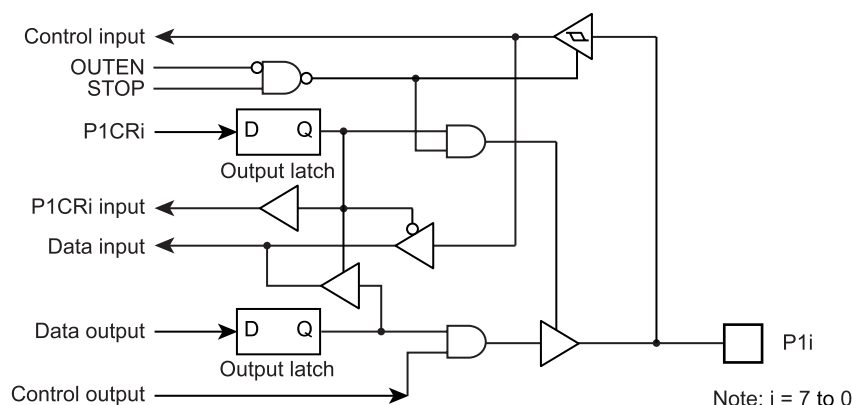 Control input
OUTEN
STOP
P1CRi
D Q
Output latch
P1CRi input
Data input
Data output
D Q
Output latch
P1i
Control output
Note: i = 7 to 0